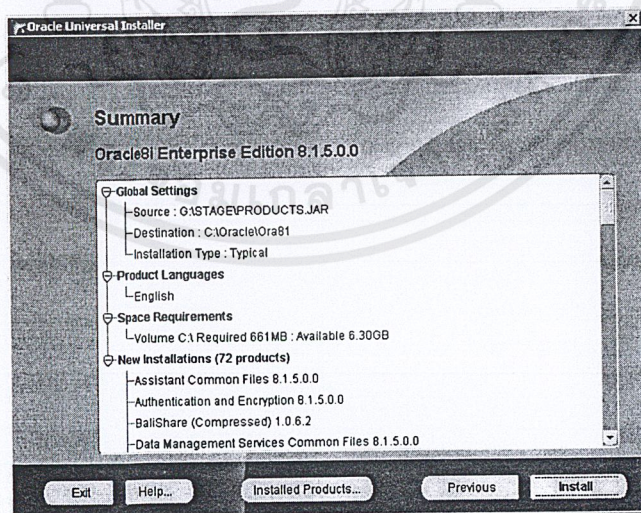 Oracle Universal Installer
Summary
Oracle8i Enterprise Edition 8.1.5.0.0
Global Settings
Source : G:\STAGE\PRODUCTS.JAR
Destination : C:\Oracle\Ora81
Installation Type : Typical
Product Languages
English
Space Requirements
Volume C:\ Required 661MB : Available 6.30GB
New Installations (72 products)
Assistant Common Files 8.1.5.0.0
Authentication and Encryption 8.1.5.0.0
BaliShare (Compressed) 1.0.6.2
Data Management Services Common Files 8.1.5.0.0
Exit
Help...
Installed Products...
Previous
Install